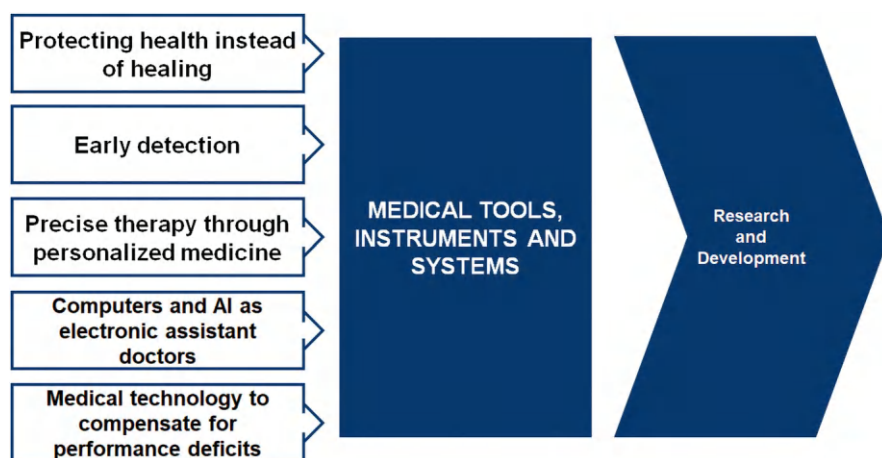 Protecting health instead
of healing
Early detection
Precise therapy through
personalized medicine
Computers and AI as
electronic assistant
doctors
Medical technology to
compensate for
performance deficits
MEDICAL TOOLS,
INSTRUMENTS AND
SYSTEMS
Research
and
Development